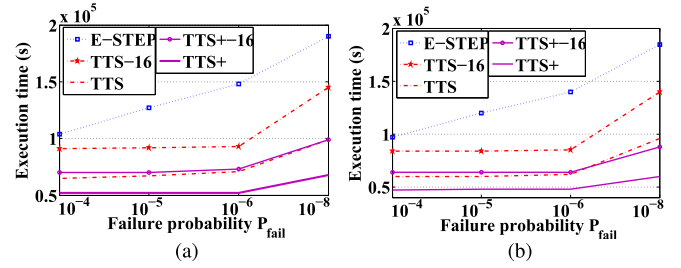 2 x 10^5
E-STEP
TTS-16
TTS
TTS+-16
TTS+
1.5
1
0.5
Execution time (s)
10^-4 10^-5 10^-6 10^-8
Failure probability P_fail
(a)
2 x 10^5
E-STEP
TTS-16
TTS
TTS+-16
TTS+
1.5
1
0.5
Execution time (s)
10^-4 10^-5 10^-6 10^-8
Failure probability P_fail
(b)